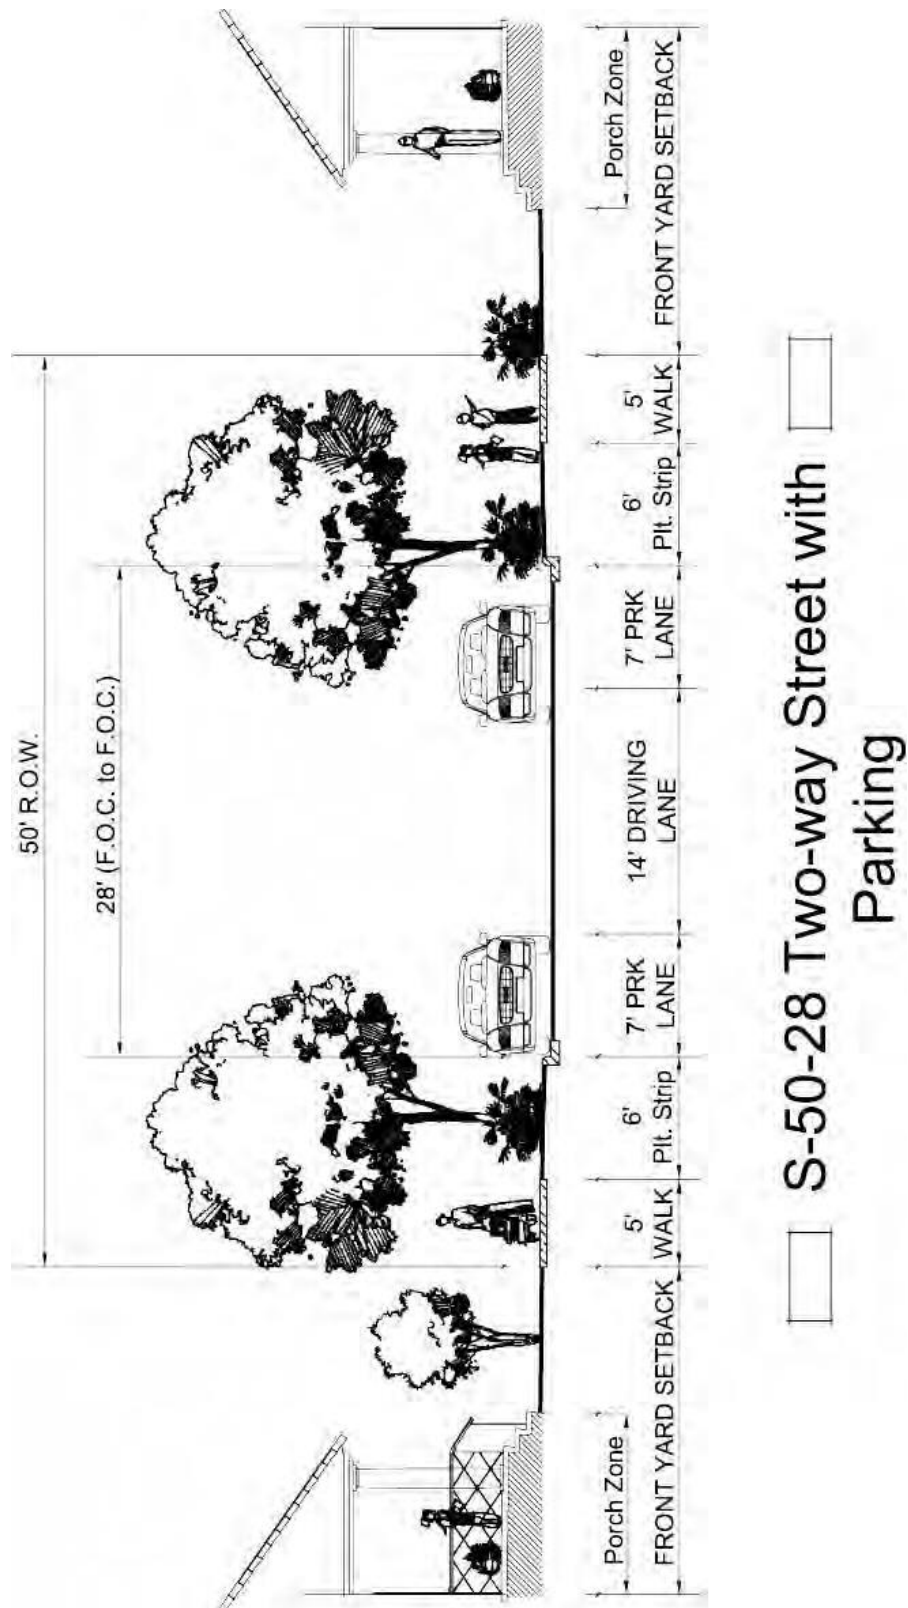 50' R.O.W.
28' (F.O.C. to F.O.C.)
Porch Zone
FRONT YARD SETBACK
5'
WALK
6'
Plt. Strip
7' PRK
LANE
14' DRIVING
LANE
7' PRK
LANE
6'
Plt. Strip
5'
WALK
FRONT YARD SETBACK
Porch Zone
S-50-28 Two-way Street with
Parking